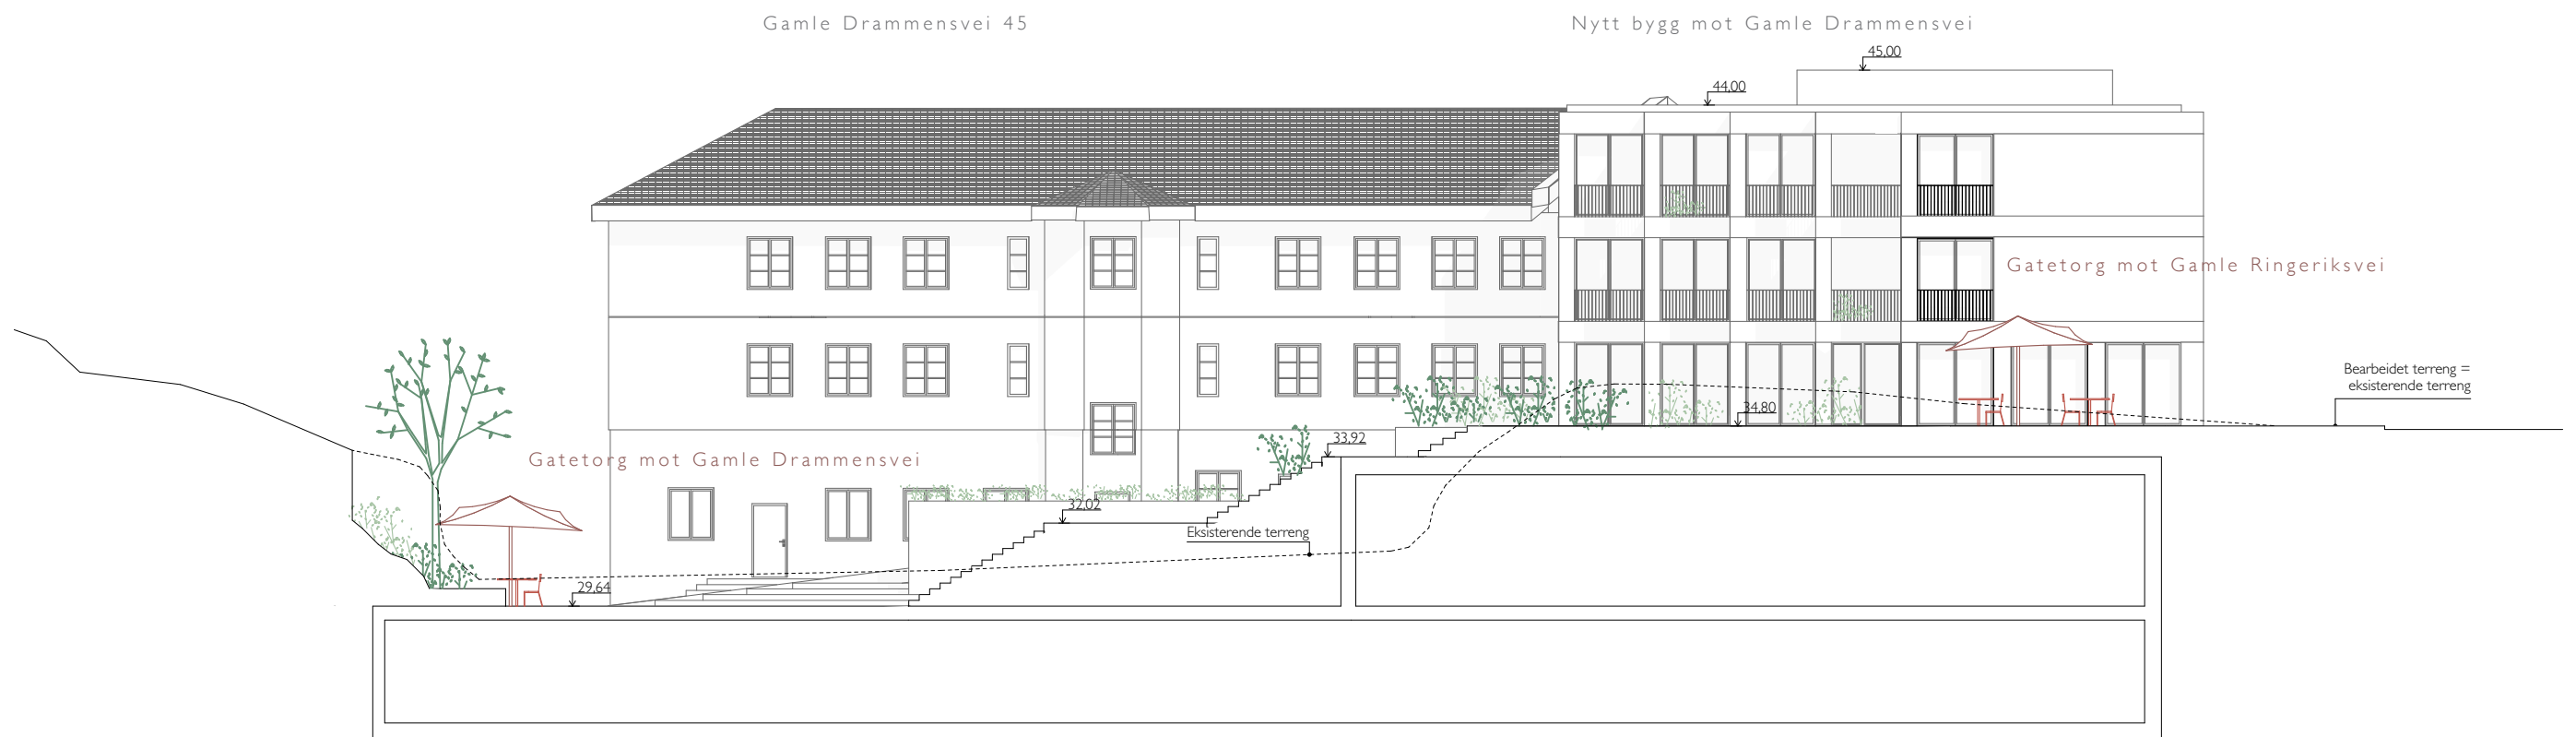 Gamle Drammensvei 45
Nytt bygg mot Gamle Drammensvei
45,00
44,00
Gatetorg mot Gamle Ringeriksvei
Bearbeidet terreng =
eksisterende terreng
34,80
33,92
Gatetorg mot Gamle Drammensvei
32,02
Eksisterende terreng
29,64